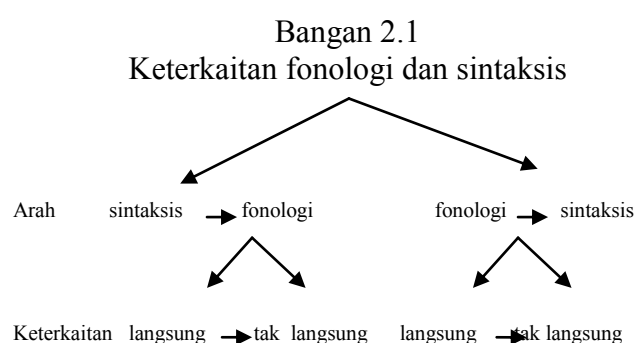 Bangan 2.1
Keterkaitan fonologi dan sintaksis
Arah sintaksis fonologi fonologi sintaksis
Keterkaitan langsung tak langsung langsung tak langsung